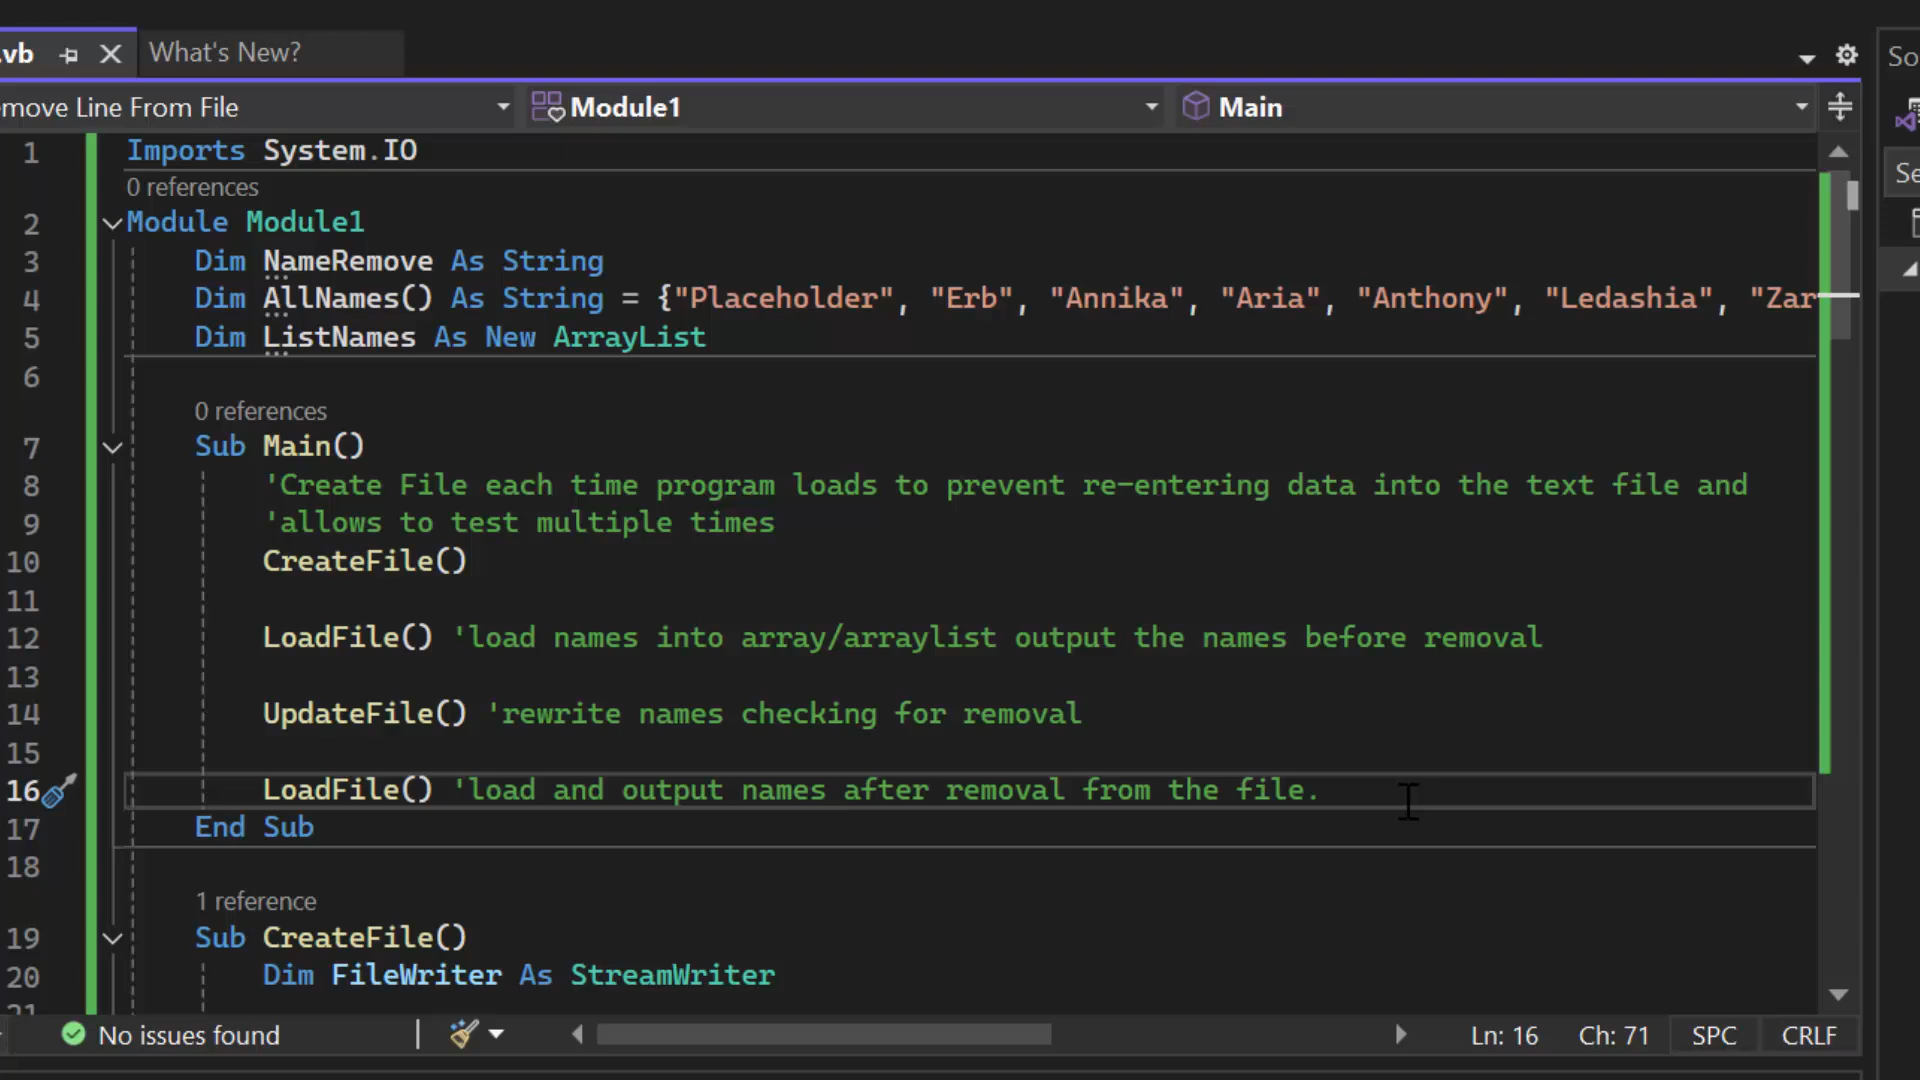 .vb What's New?
So
move Line From File Module1 Main
1 Imports System.IO
0 references
Se
2 Module Module1
3 Dim NameRemove As String
4 Dim AllNames() As String = {"Placeholder", "Erb", "Annika", "Aria", "Anthony", "Ledashia", "Zar
5 Dim ListNames As New ArrayList
6
0 references
7 Sub Main()
8 'Create File each time program loads to prevent re-entering data into the text file and
9 'allows to test multiple times
10 CreateFile()
11
12 LoadFile() 'load names into array/arraylist output the names before removal
13
14 UpdateFile() 'rewrite names checking for removal
15
16 LoadFile() 'load and output names after removal from the file.
17 End Sub
18
1 reference
19 Sub CreateFile()
20 Dim FileWriter As StreamWriter
21
No issues found Ln: 16 Ch: 71 SPC CRLF